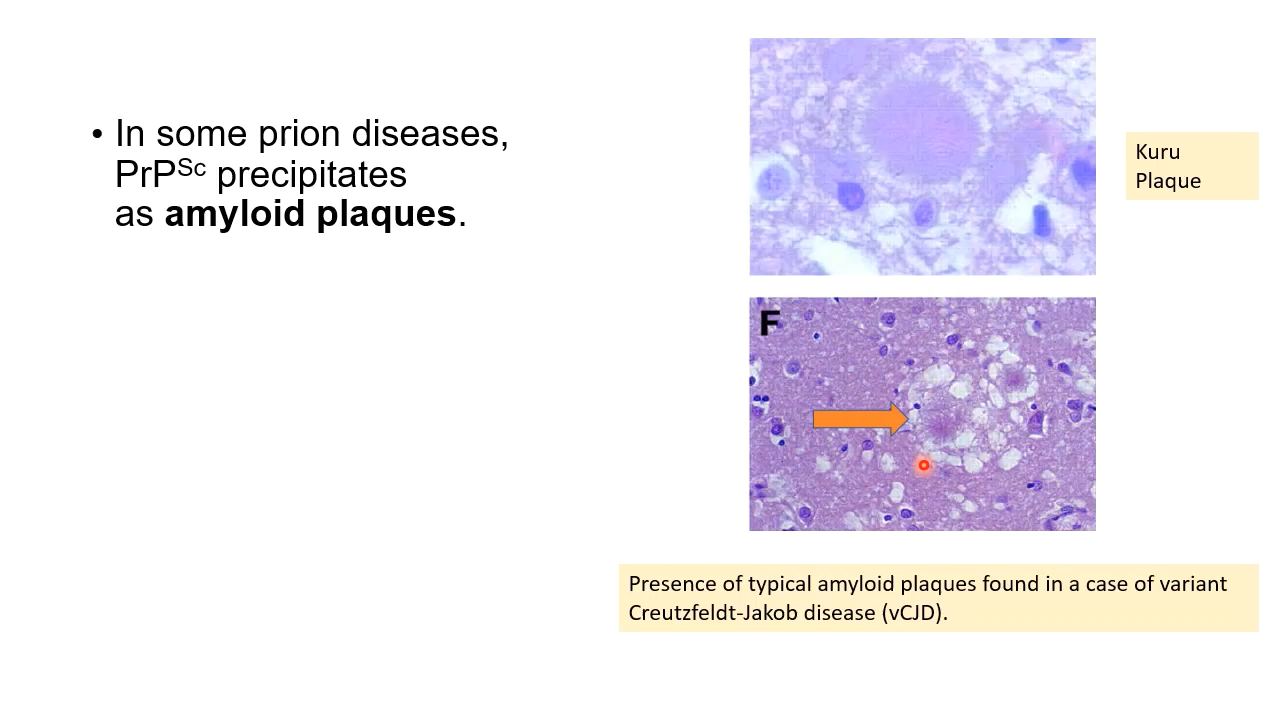 • In some prion diseases,
PrPˢᶜ precipitates
as amyloid plaques.
Kuru
Plaque
F
Presence of typical amyloid plaques found in a case of variant
Creutzfeldt-Jakob disease (vCJD).